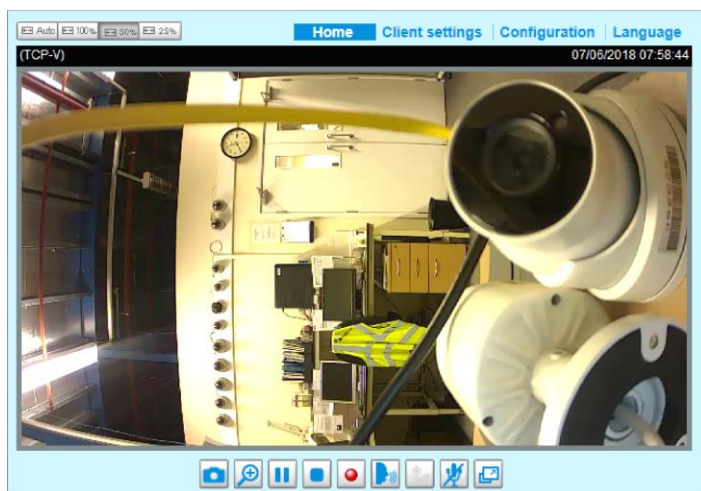 Auto 100% 50% 25%
Home Client settings Configuration Language
(TCP-V) 07/06/2018 07:58:44